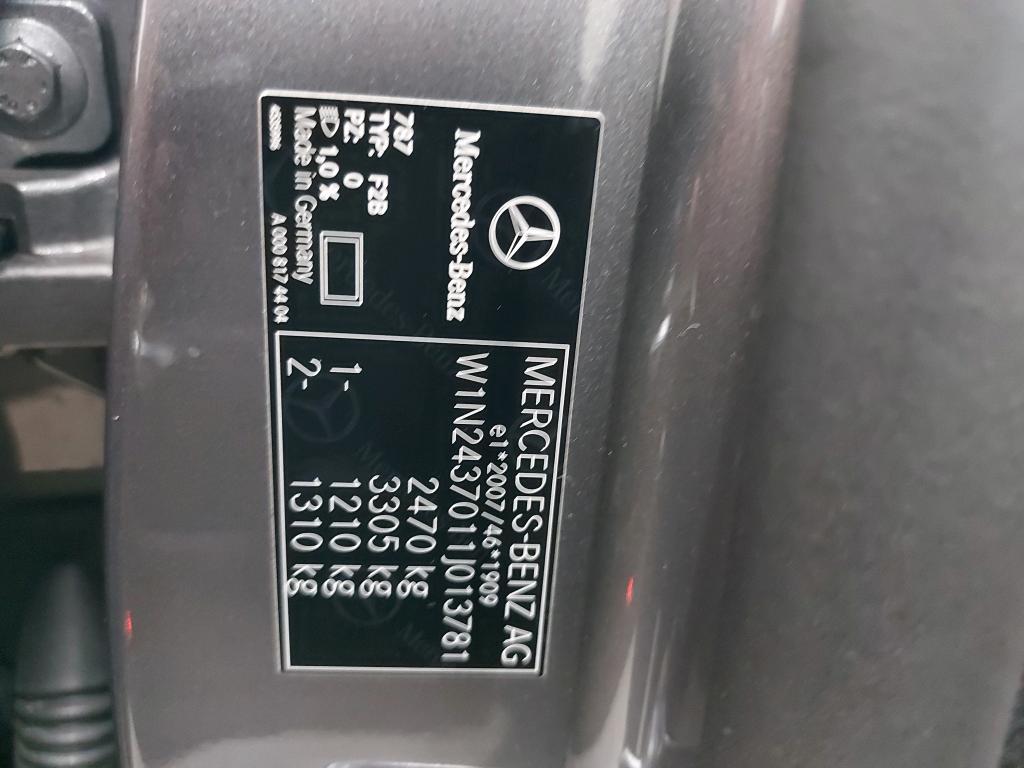 Mercedes-Benz
787
TYP: F2B
PZ: 0
1,0 %
Made in Germany
A 000 817 44 04
MERCEDES-BENZ AG
e1*2007/46*1909
W1N2437011J013781
2470 kg
3305 kg
1- 1210 kg
2- 1310 kg